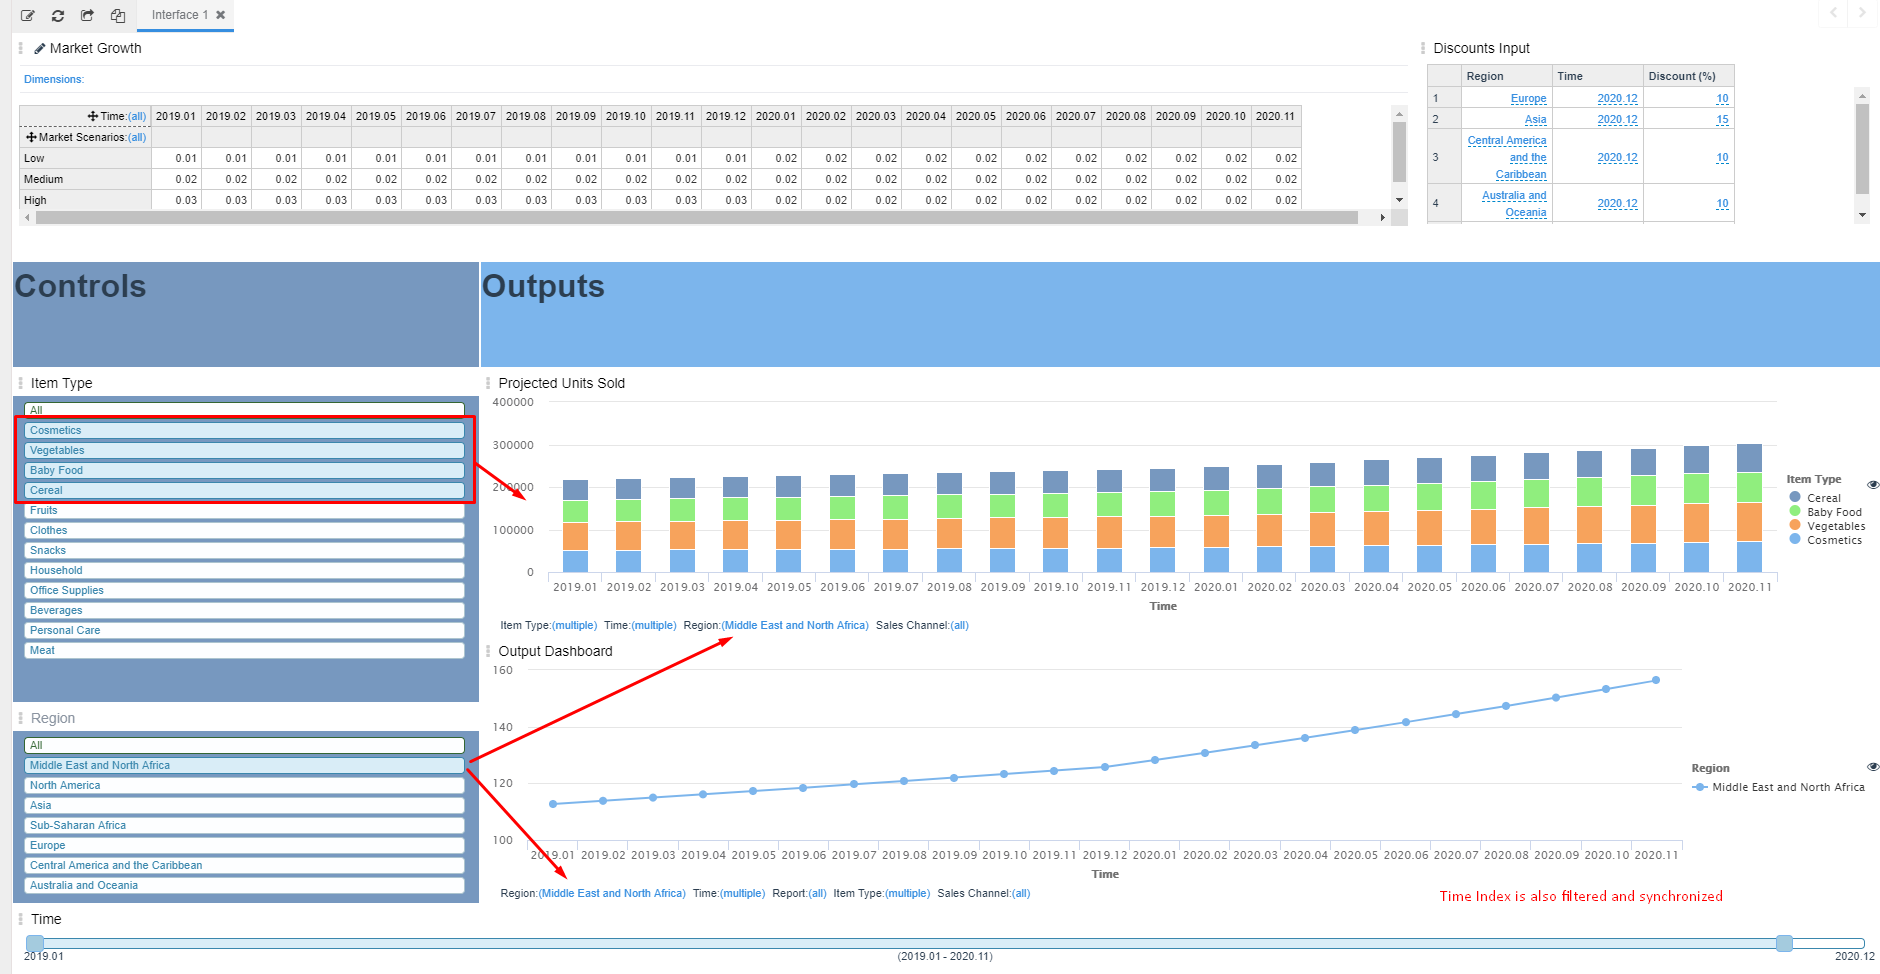 Interface 1
Market Growth
Dimensions:
Time:(all) 2019.01 2019.02 2019.03 2019.04 2019.05 2019.06 2019.07 2019.08 2019.09 2019.10 2019.11 2019.12 2020.01 2020.02 2020.03 2020.04 2020.05 2020.06 2020.07 2020.08 2020.09 2020.10 2020.11
Market Scenarios:(all)
Low 0.01 0.01 0.01 0.01 0.01 0.01 0.01 0.01 0.01 0.01 0.01 0.01 0.02 0.02 0.02 0.02 0.02 0.02 0.02 0.02 0.02 0.02 0.02
Medium 0.02 0.02 0.02 0.02 0.02 0.02 0.02 0.02 0.02 0.02 0.02 0.02 0.02 0.02 0.02 0.02 0.02 0.02 0.02 0.02 0.02 0.02 0.02
High 0.03 0.03 0.03 0.03 0.03 0.03 0.03 0.03 0.03 0.03 0.03 0.03 0.02 0.02 0.02 0.02 0.02 0.02 0.02 0.02 0.02 0.02 0.02
Discounts Input
Region Time Discount (%)
1 Europe 2020.12 10
2 Asia 2020.12 15
Central America
3 and the 2020.12 10
Caribbean
Australia and
4 2020.12 10
Oceania
Controls
Outputs
Item Type
All
Cosmetics
Vegetables
Baby Food
Cereal
Fruits
Clothes
Snacks
Household
Office Supplies
Beverages
Personal Care
Meat
Region
All
Middle East and North Africa
North America
Asia
Sub-Saharan Africa
Europe
Central America and the Caribbean
Australia and Oceania
Projected Units Sold
400000
300000
200000
100000
0
2019.01 2019.02 2019.03 2019.04 2019.05 2019.06 2019.07 2019.08 2019.09 2019.10 2019.11 2019.12 2020.01 2020.02 2020.03 2020.04 2020.05 2020.06 2020.07 2020.08 2020.09 2020.10 2020.11
Time
Item Type
Cereal
Baby Food
Vegetables
Cosmetics
Item Type:(multiple) Time:(multiple) Region:(Middle East and North Africa) Sales Channel:(all)
Output Dashboard
160
140
120
100
2019.01 2019.02 2019.03 2019.04 2019.05 2019.06 2019.07 2019.08 2019.09 2019.10 2019.11 2019.12 2020.01 2020.02 2020.03 2020.04 2020.05 2020.06 2020.07 2020.08 2020.09 2020.10 2020.11
Time
Region
Middle East and North Africa
Region:(Middle East and North Africa) Time:(multiple) Report:(all) Item Type:(multiple) Sales Channel:(all)
Time Index is also filtered and synchronized
Time
2019.01 (2019.01 - 2020.11) 2020.12